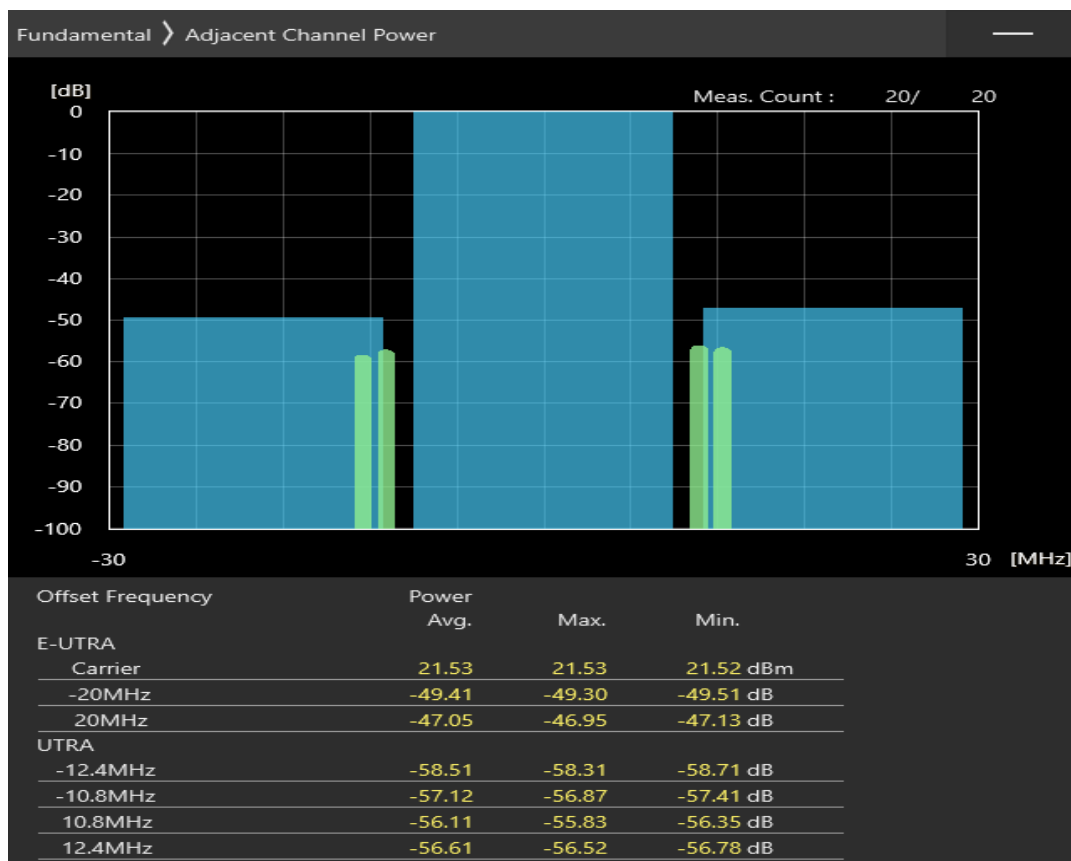 Fundamental 〉 Adjacent Channel Power
[dB]
Meas. Count : 20/ 20
0
-10
-20
-30
-40
-50
-60
-70
-80
-90
-100
-30 30 [MHz]
Offset Frequency Power
Avg. Max. Min.
E-UTRA
Carrier 21.53 21.53 21.52 dBm
-20MHz -49.41 -49.30 -49.51 dB
20MHz -47.05 -46.95 -47.13 dB
UTRA
-12.4MHz -58.51 -58.31 -58.71 dB
-10.8MHz -57.12 -56.87 -57.41 dB
10.8MHz -56.11 -55.83 -56.35 dB
12.4MHz -56.61 -56.52 -56.78 dB